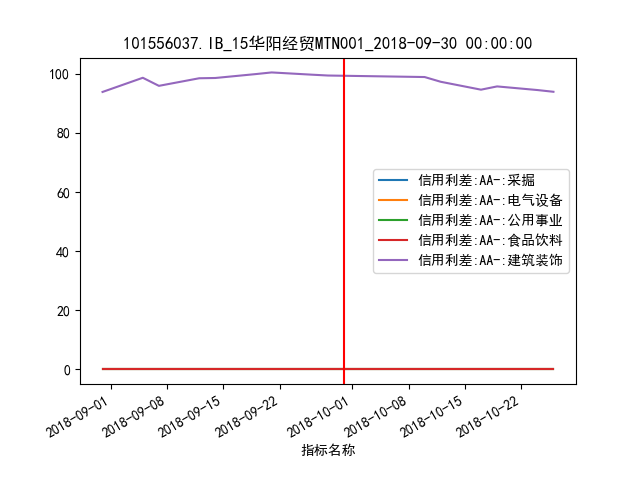 101556037.IB_15华阳经贸MTN001_2018-09-30 00:00:00
100
80
60
40
20
0
信用利差:AA-:采掘
信用利差:AA-:电气设备
信用利差:AA-:公用事业
信用利差:AA-:食品饮料
信用利差:AA-:建筑装饰
2018-09-01
2018-09-08
2018-09-15
2018-09-22
2018-10-01
2018-10-08
2018-10-15
2018-10-22
指标名称